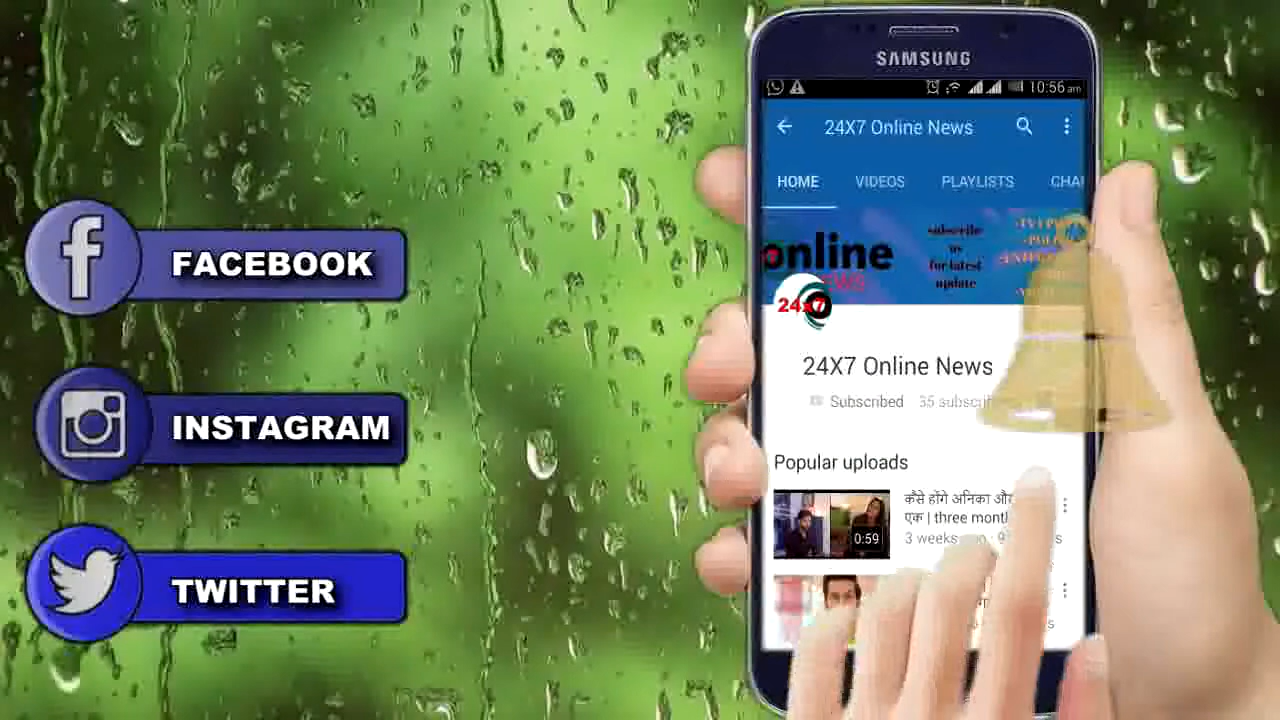 FACEBOOK
INSTAGRAM
TWITTER
SAMSUNG
10:56 am
24X7 Online News
HOME VIDEOS PLAYLISTS
online
subscribe
us
for latest
update
24x7
24X7 Online News
Subscribed 35
Popular uploads
0:59
कैसे होंगे अनिका और
एक | three
3 weeks